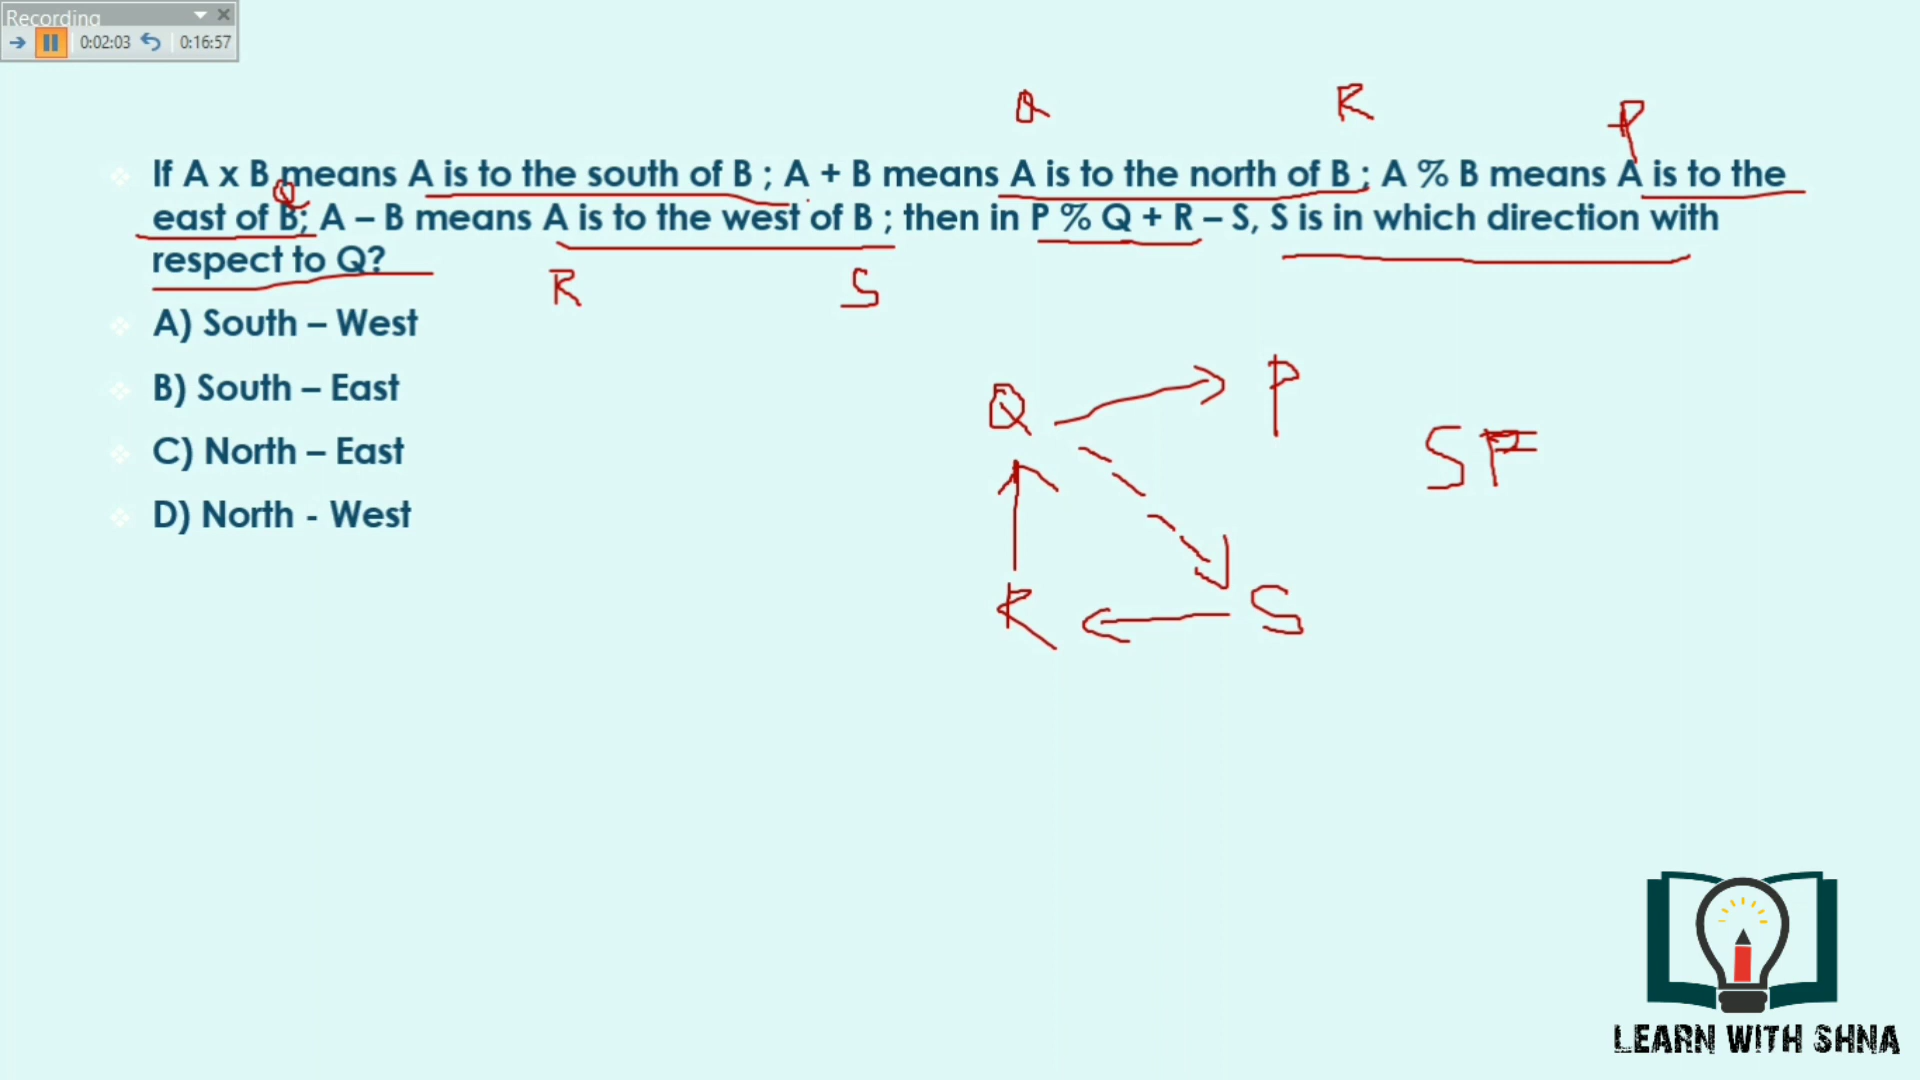 Recording
0:02:03 0:16:57
Q R P
If A x B means A is to the south of B ; A + B means A is to the north of B ; A % B means A is to the
Q
east of B; A – B means A is to the west of B ; then in P % Q + R – S, S is in which direction with
respect to Q?
R S
A) South – West
B) South – East
C) North – East
D) North - West
Q P
SE
R S
LEARN WITH SHNA